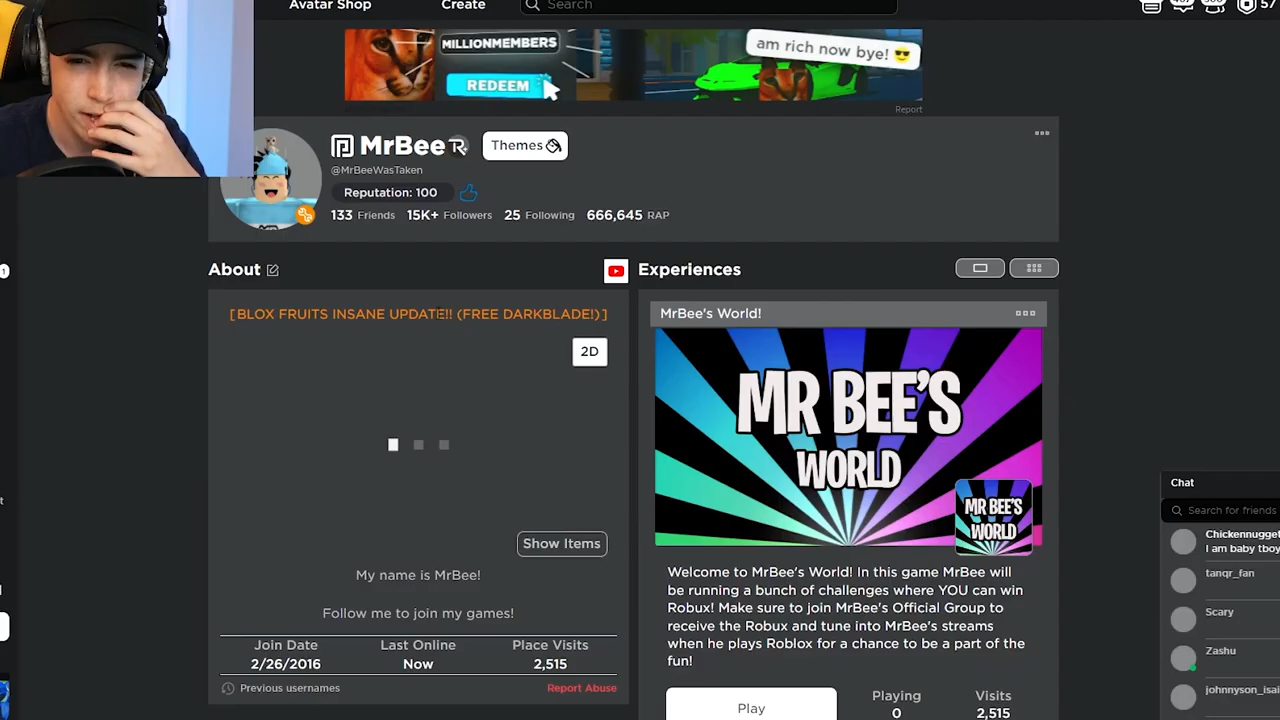 Avatar Shop
Create
Search
57
MILLIONMEMBERS
REDEEM
am rich now bye! 😎
Report
MrBee
Themes
@MrBeeWasTaken
Reputation: 100
133 Friends 15K+ Followers 25 Following 666,645 RAP
About
Experiences
[BLOX FRUITS INSANE UPDATE!! (FREE DARKBLADE!)]
2D
Show Items
My name is MrBee!
Follow me to join my games!
Join Date Last Online Place Visits
2/26/2016 Now 2,515
Previous usernames
Report Abuse
MrBee's World!
MR BEE'S
WORLD
MR BEE'S
WORLD
Welcome to MrBee's World! In this game MrBee will
be running a bunch of challenges where YOU can win
Robux! Make sure to join MrBee's Official Group to
receive the Robux and tune into MrBee's streams
when he plays Roblox for a chance to be a part of the
fun!
Play
Playing Visits
0 2,515
Chat
Search for friends
Chickennugget
I am baby tboy
tanqr_fan
Scary
Zashu
johnnyson_isai
1